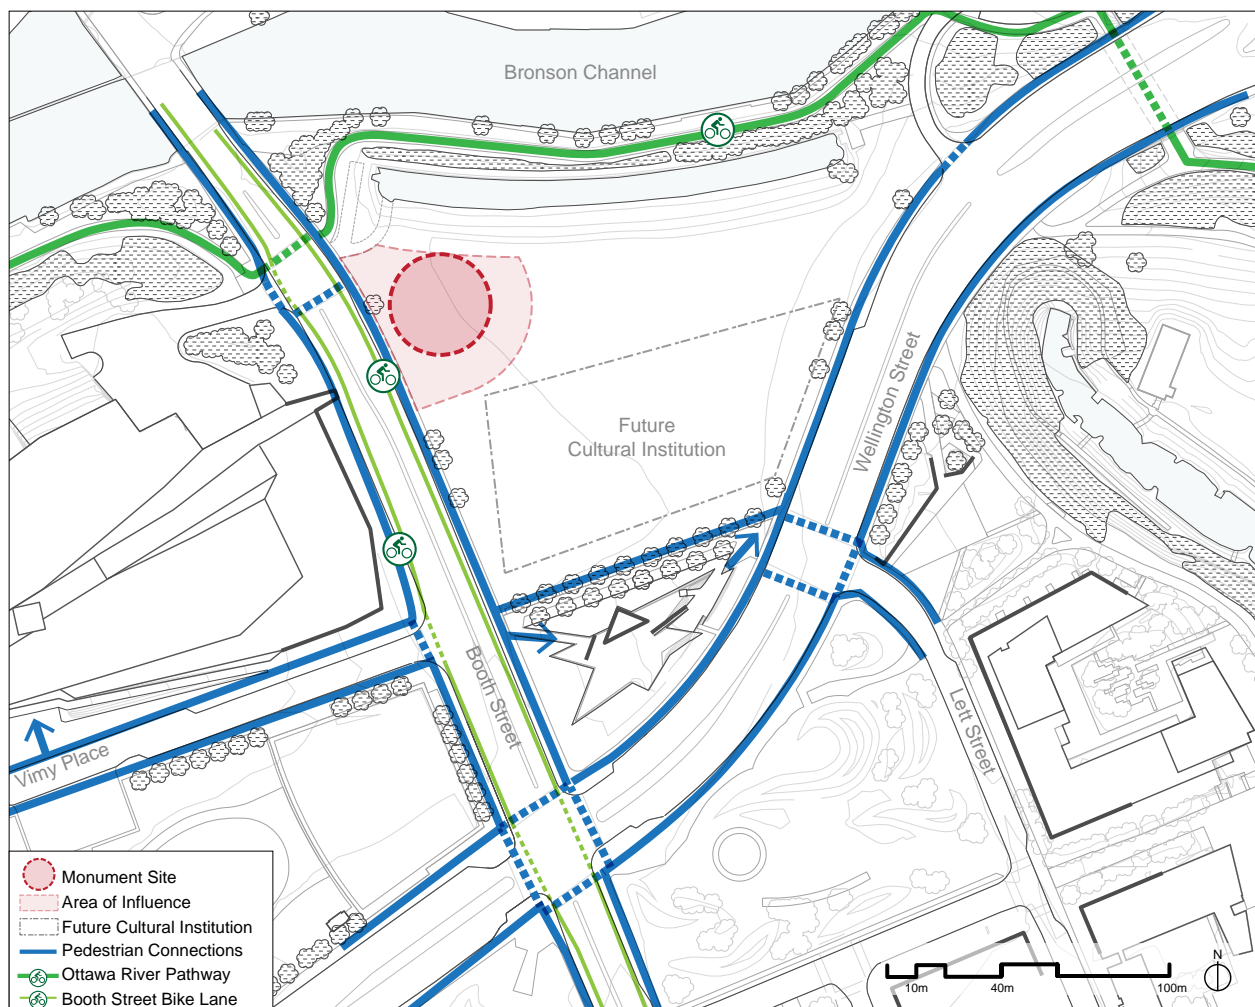 Bronson Channel
Wellington Street
Future
Cultural Institution
Booth Street
Lett Street
Vimy Place
Monument Site
Area of Influence
Future Cultural Institution
Pedestrian Connections
Ottawa River Pathway
Booth Street Bike Lane
N
10m 40m 100m